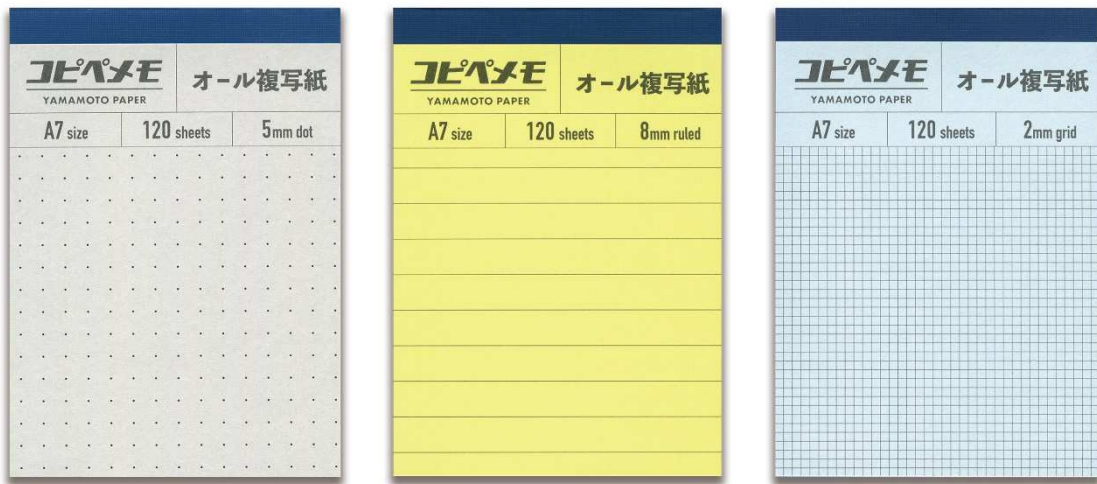 コピペメモ
YAMAMOTO PAPER
オール複写紙
A7 size 120 sheets 5mm dot
コピペメモ
YAMAMOTO PAPER
オール複写紙
A7 size 120 sheets 8mm ruled
コピペメモ
YAMAMOTO PAPER
オール複写紙
A7 size 120 sheets 2mm grid